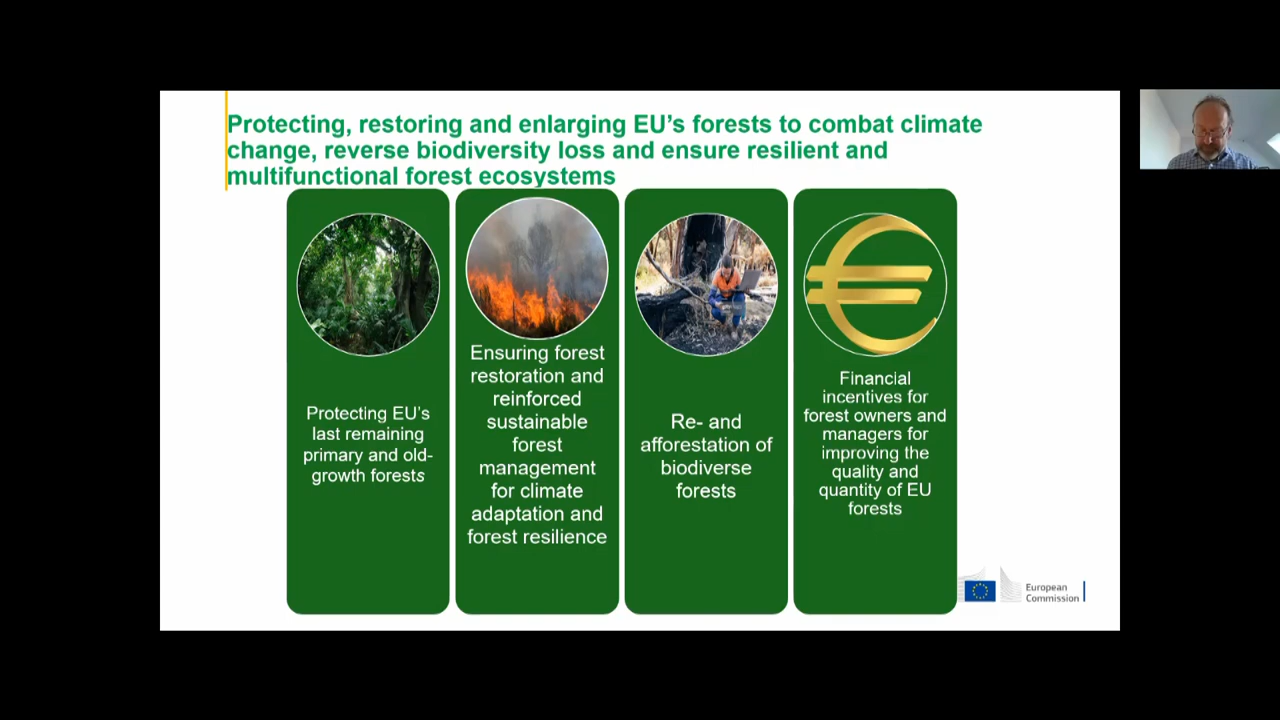 Protecting, restoring and enlarging EU’s forests to combat climate
change, reverse biodiversity loss and ensure resilient and
multifunctional forest ecosystems
Protecting EU’s
last remaining
primary and old-
growth forests
Ensuring forest
restoration and
reinforced
sustainable
forest
management
for climate
adaptation and
forest resilience
Re- and
afforestation of
biodiverse
forests
Financial
incentives for
forest owners and
managers for
improving the
quality and
quantity of EU
forests
European
Commission